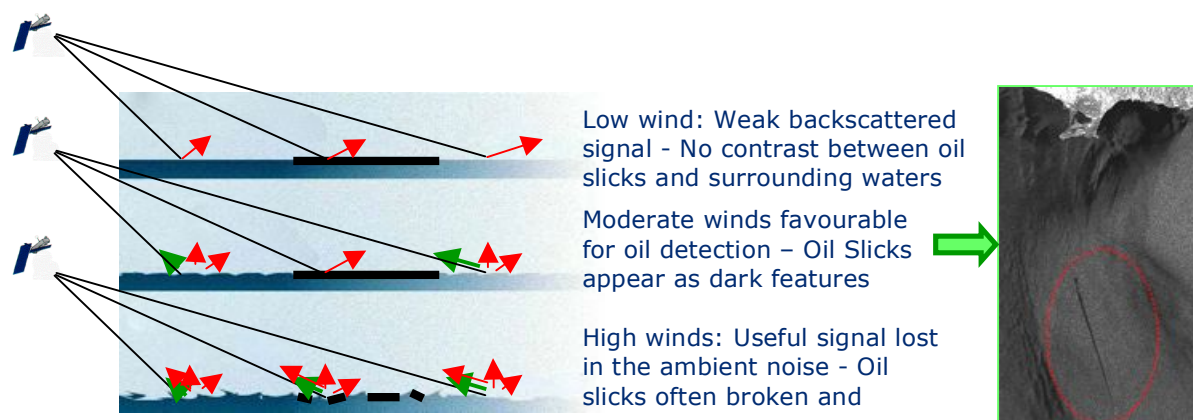 Low wind: Weak backscattered
signal - No contrast between oil
slicks and surrounding waters
Moderate winds favourable
for oil detection – Oil Slicks
appear as dark features
High winds: Useful signal lost
in the ambient noise - Oil
slicks often broken and